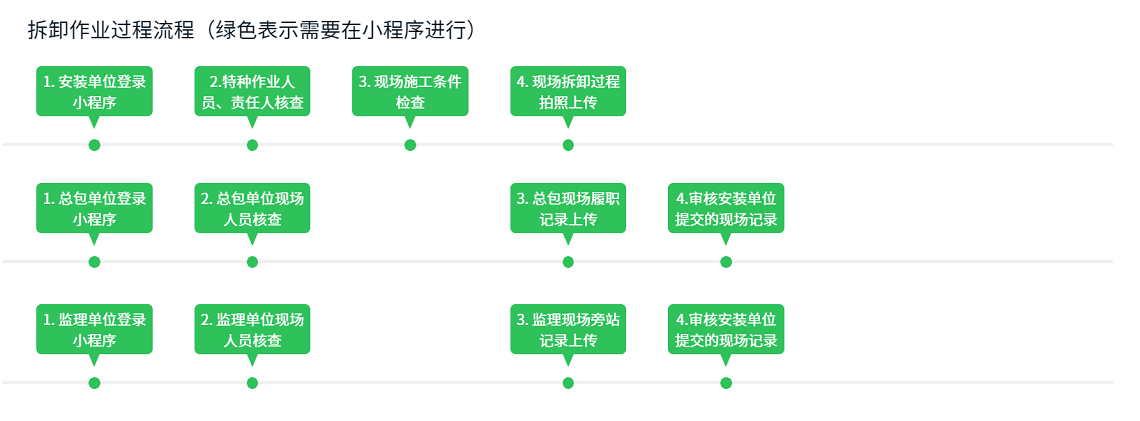 拆卸作业过程流程（绿色表示需要在小程序进行）
1. 安装单位登录
小程序
2.特种作业人
员、责任人核查
3. 现场施工条件
检查
4. 现场拆卸过程
拍照上传
1. 总包单位登录
小程序
2. 总包单位现场
人员核查
3. 总包现场履职
记录上传
4.审核安装单位
提交的现场记录
1. 监理单位登录
小程序
2. 监理单位现场
人员核查
3. 监理现场旁站
记录上传
4.审核安装单位
提交的现场记录